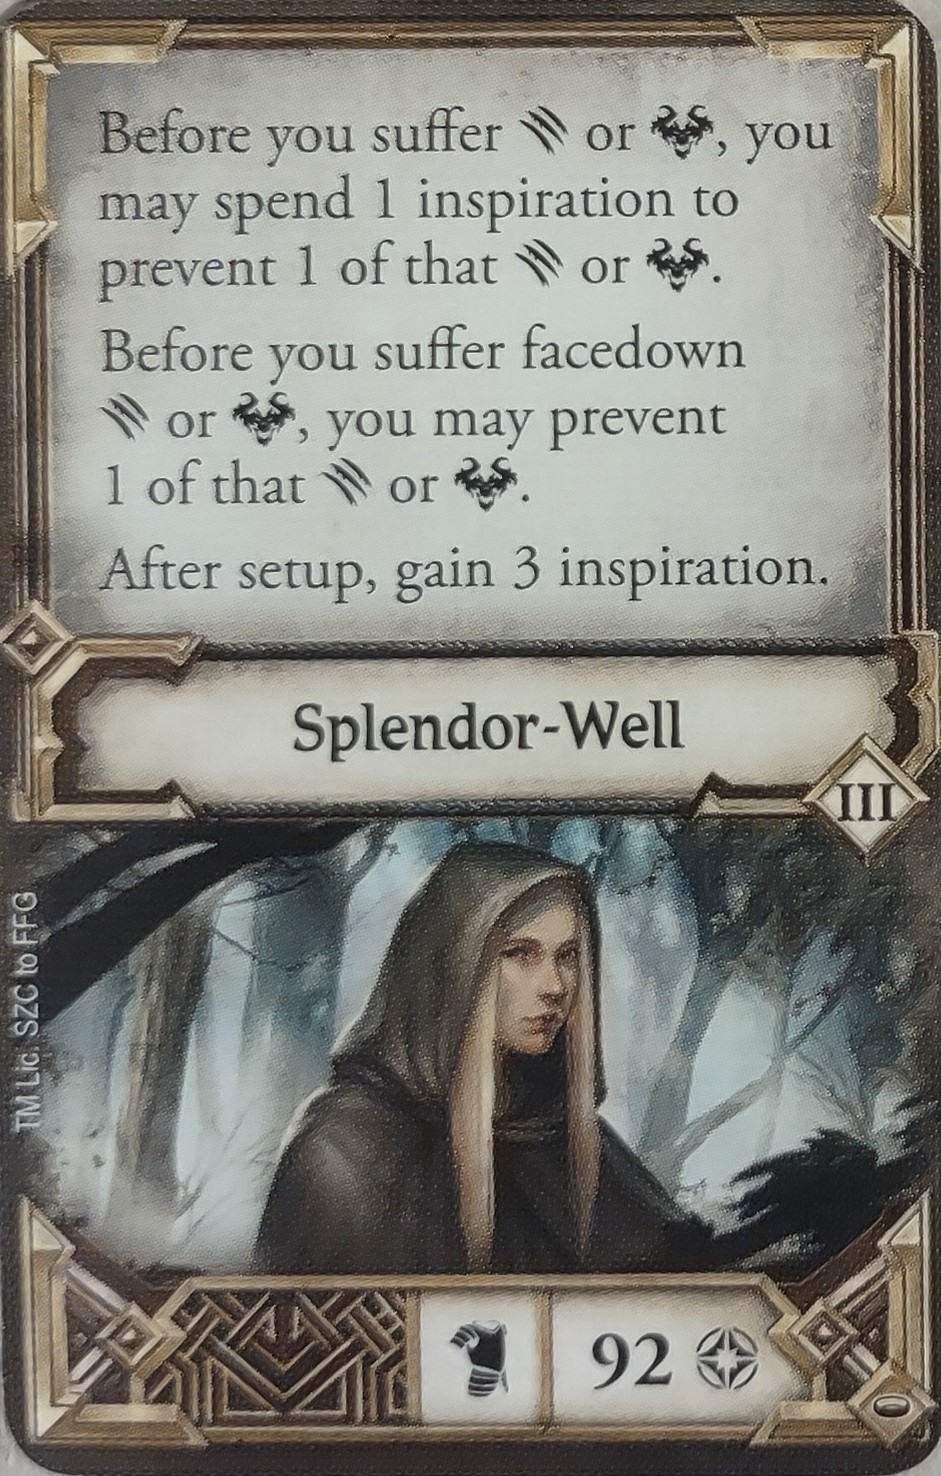 Before you suffer or , you
may spend 1 inspiration to
prevent 1 of that or .
Before you suffer facedown
or , you may prevent
1 of that or .
After setup, gain 3 inspiration.
Splendor-Well
III
TM Lic. SZC to FFG
92